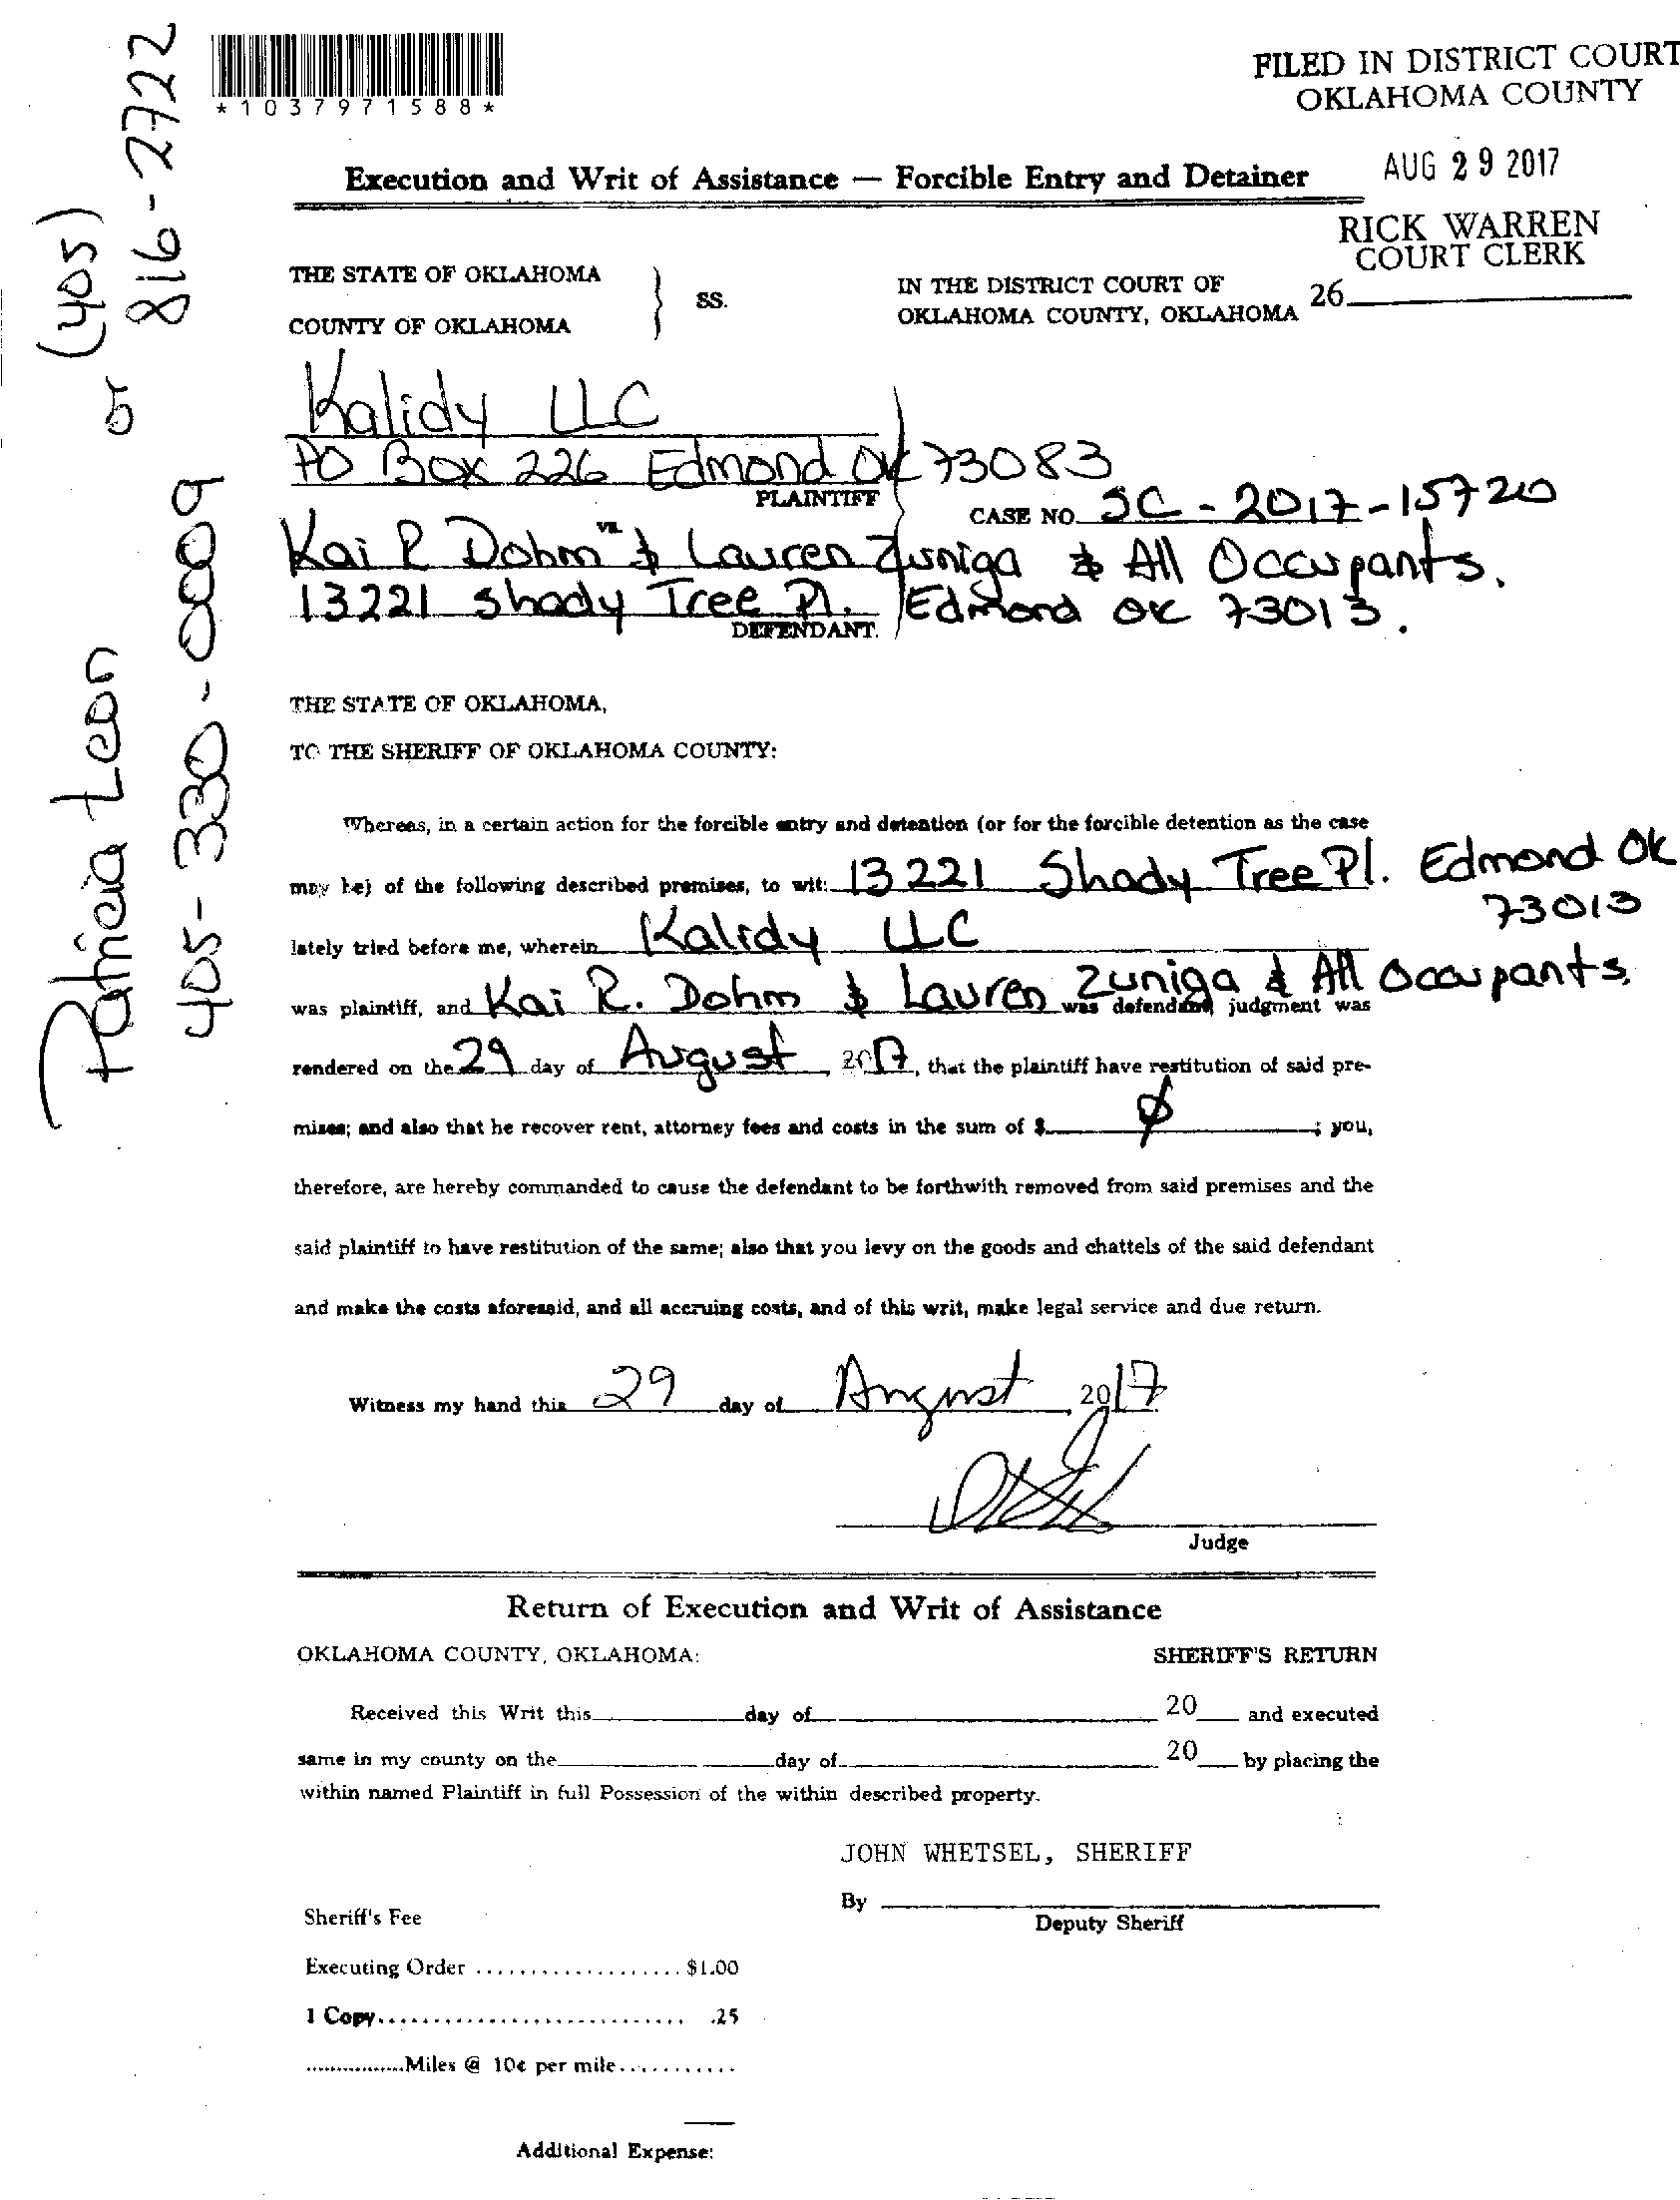 *1037971588*
FILED IN DISTRICT COURT
OKLAHOMA COUNTY
AUG 29 2017
RICK WARREN
COURT CLERK
26
Execution and Writ of Assistance — Forcible Entry and Detainer
THE STATE OF OKLAHOMA
COUNTY OF OKLAHOMA
} SS.
IN THE DISTRICT COURT OF
OKLAHOMA COUNTY, OKLAHOMA
Kalidy LLC
PO Box 226 Edmond OK 73083
PLAINTIFF
vs.
CASE NO. SC-2017-15720
Kai R Dohm & Lauren Zuniga & All Occupants.
13221 Shady Tree Pl. Edmond OK 73013.
DEFENDANT.
Patricia Leon
405-330-0009
or (405)
816-2722
THE STATE OF OKLAHOMA,
TO THE SHERIFF OF OKLAHOMA COUNTY:
Whereas, in a certain action for the forcible entry and detention (or for the forcible detention as the case
may be) of the following described premises, to wit: 13221 Shady Tree Pl. Edmond OK
73013
lately tried before me, wherein Kalidy LLC
was plaintiff, and Kai R. Dohm & Lauren Zuniga & All Occupants, was defendant, judgment was
rendered on the 29 day of August, 2017, that the plaintiff have restitution of said pre-
mises; and also that he recover rent, attorney fees and costs in the sum of $ ø ; you,
therefore, are hereby commanded to cause the defendant to be forthwith removed from said premises and the
said plaintiff to have restitution of the same; also that you levy on the goods and chattels of the said defendant
and make the costs aforesaid, and all accruing costs, and of this writ, make legal service and due return.
Witness my hand this 29 day of August, 2017
Judge
Return of Execution and Writ of Assistance
OKLAHOMA COUNTY, OKLAHOMA: SHERIFF'S RETURN
Received this Writ this day of 20 and executed
same in my county on the day of 20 by placing the
within named Plaintiff in full Possession of the within described property.
JOHN WHETSEL, SHERIFF
By
Deputy Sheriff
Sheriff's Fee
Executing Order ................... $1.00
1 Copy............................ .25
................Miles @ 10¢ per mile...........
Additional Expense: